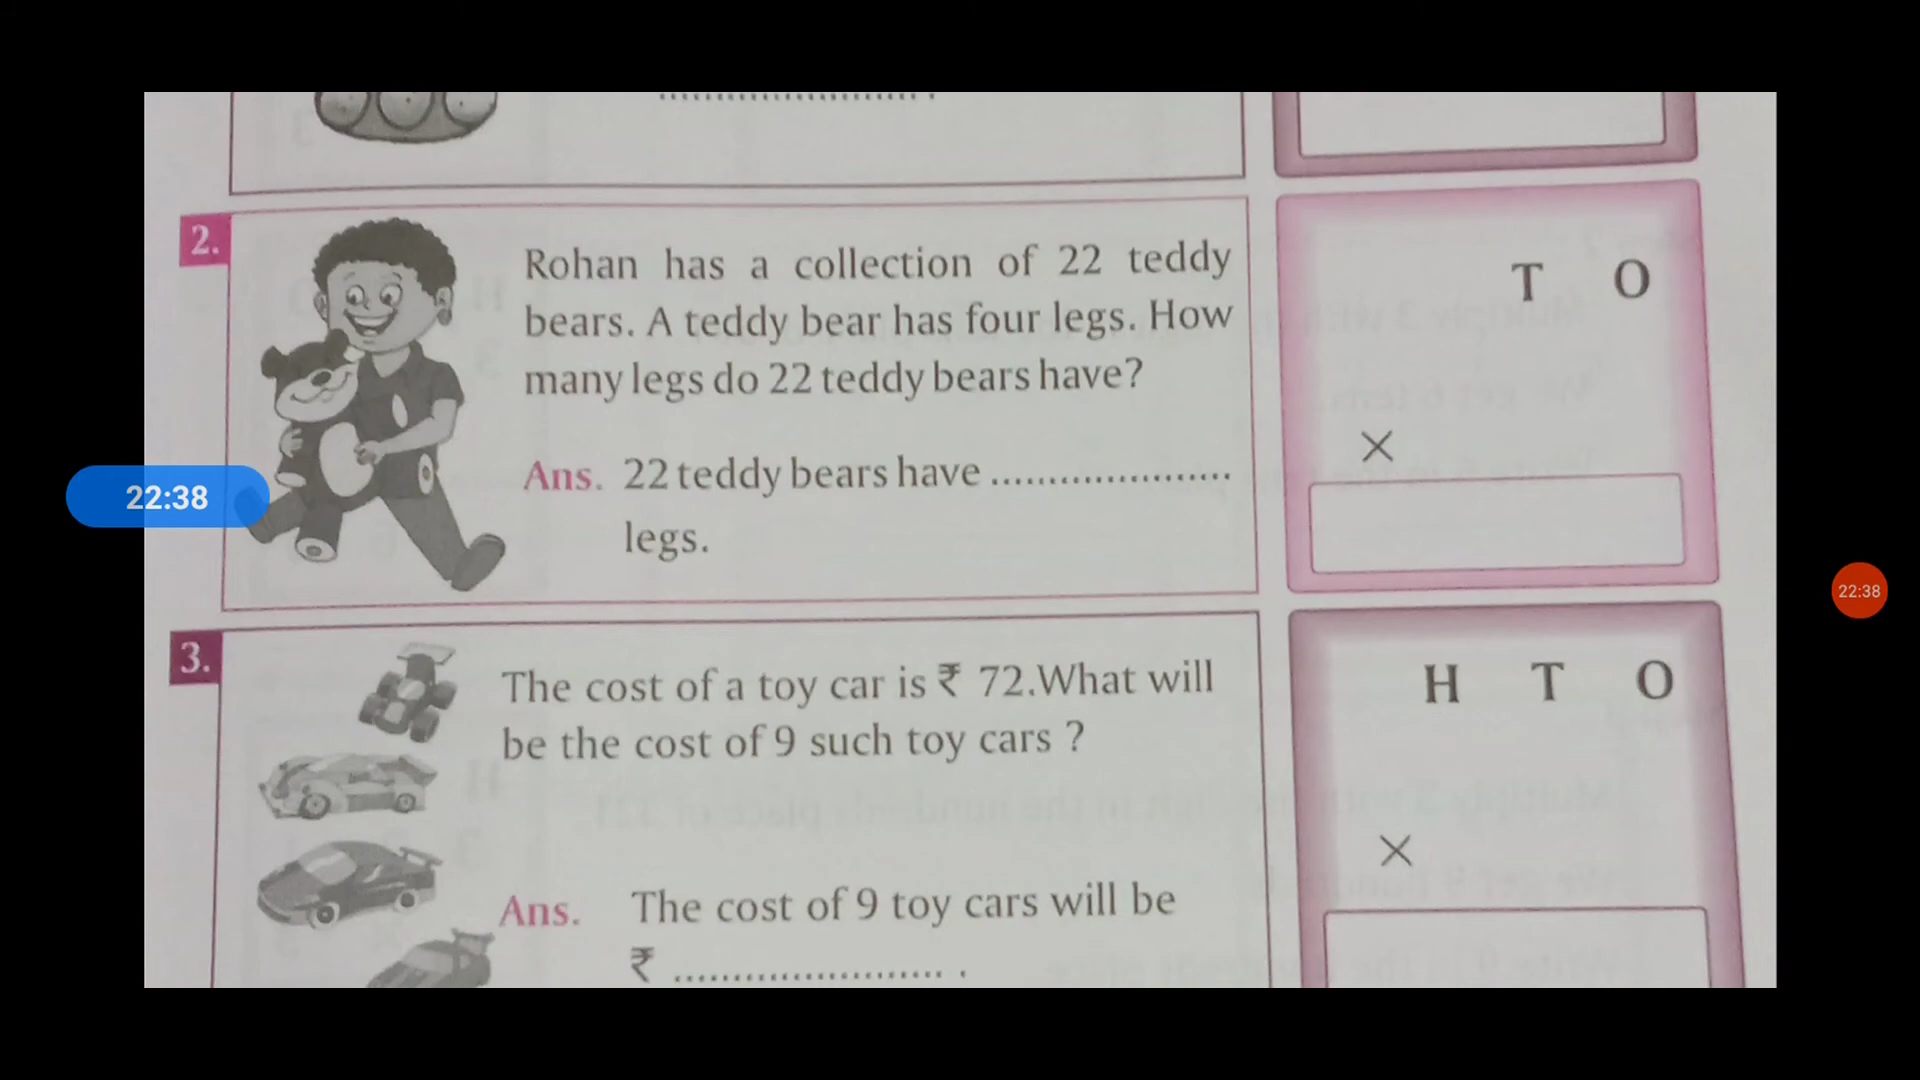 2.
Rohan has a collection of 22 teddy
bears. A teddy bear has four legs. How
many legs do 22 teddy bears have?
Ans. 22 teddy bears have ....................
legs.
T O
×
22:38
22:38
3.
The cost of a toy car is ₹ 72.What will
be the cost of 9 such toy cars ?
Ans. The cost of 9 toy cars will be
₹ ....................... .
H T O
×